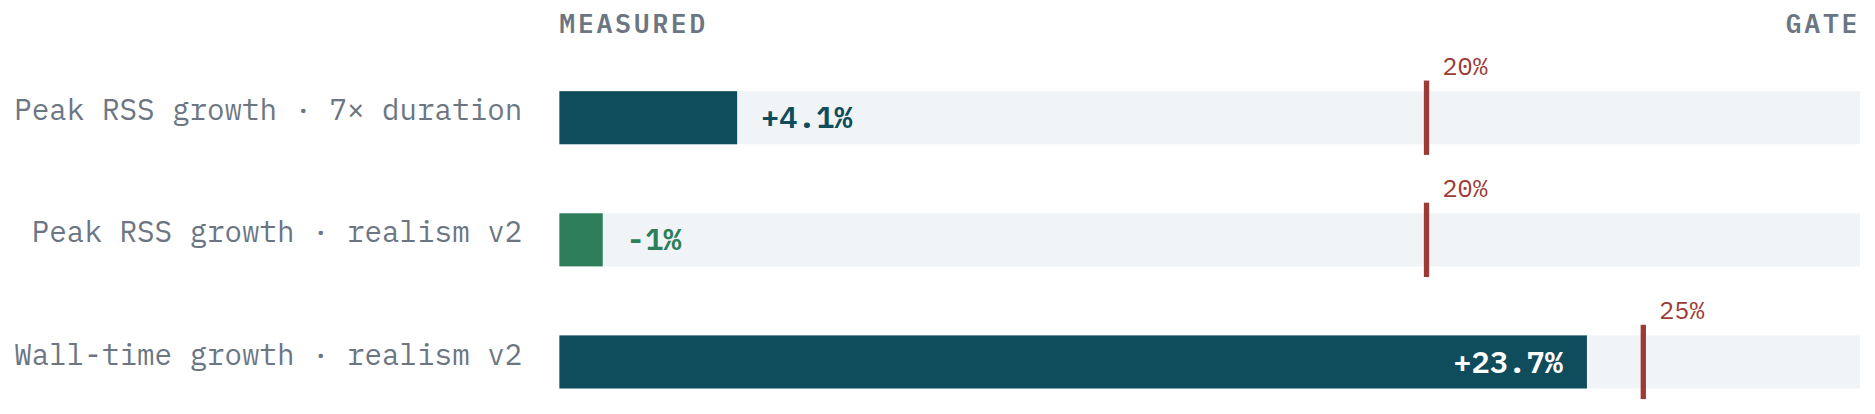 MEASURED GATE
20%
Peak RSS growth · 7× duration +4.1%
20%
Peak RSS growth · realism v2 -1%
25%
Wall-time growth · realism v2 +23.7%